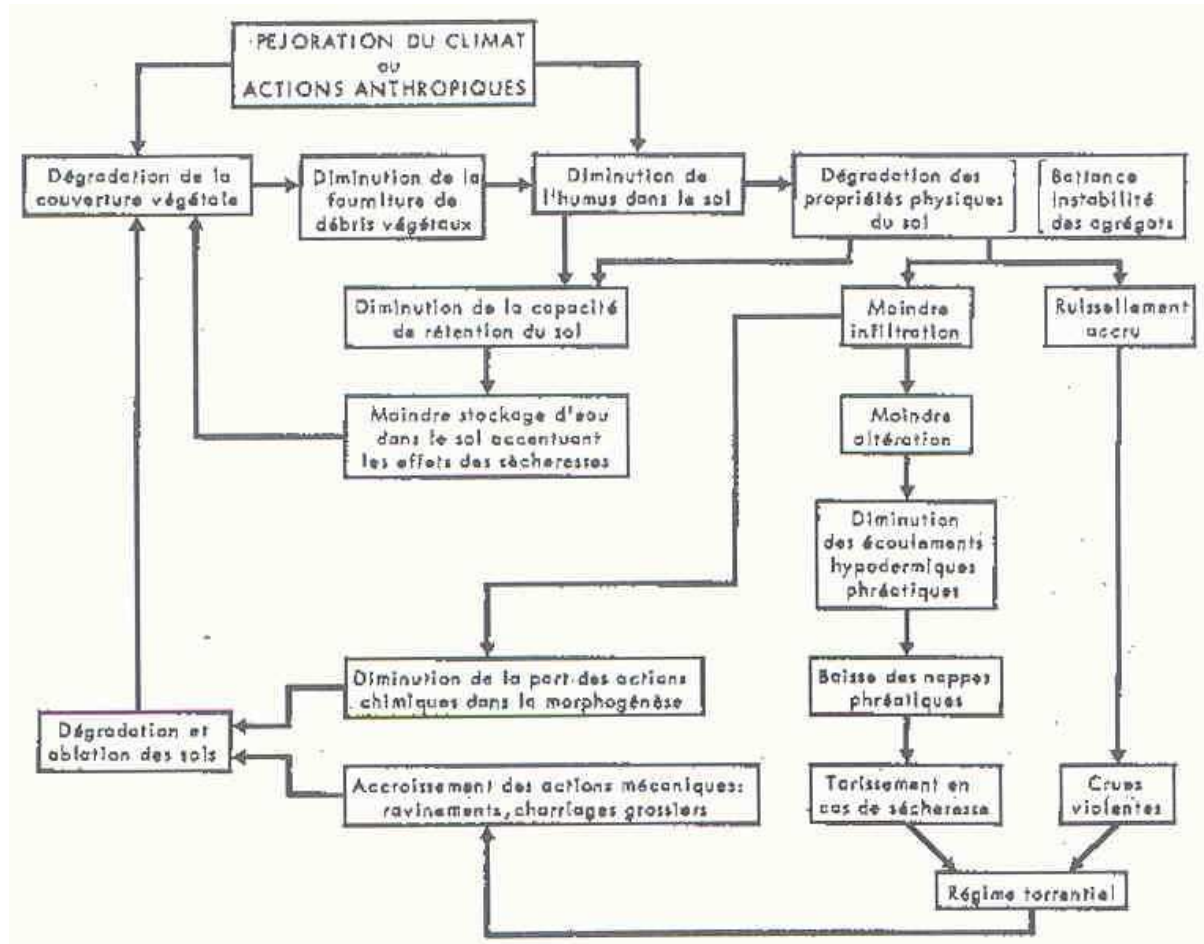 PEJORATION DU CLIMAT
ou
ACTIONS ANTHROPIQUES
Dégradation de la
couverture végétale
Diminution de la
fourniture de
débris végétaux
Diminution de
l'humus dans le sol
Dégradation des
propriétés physiques
du sol
Battance
instabilité
des agrégats
Diminution de la capacité
de rétention du sol
Moindre
infiltration
Ruissellement
accru
Moindre stockage d'eau
dans le sol accentuant
les effets des sècheresses
Moindre
altération
Diminution
des écoulements
hypodermiques
phréatiques
Diminution de la part des actions
chimiques dans la morphogénèse
Baisse des nappes
phréatiques
Dégradation et
ablation des sols
Accroissement des actions mécaniques:
ravinements, charriages grossiers
Tarissement en
cas de sécheresse
Crues
violentes
Régime torrentiel